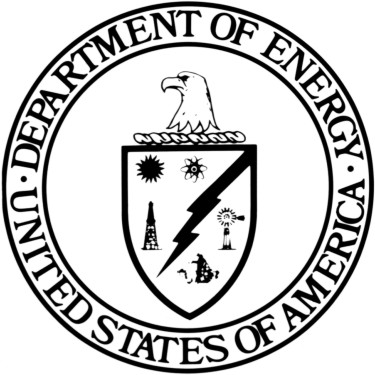 DEPARTMENT OF ENERGY
UNITED STATES OF AMERICA